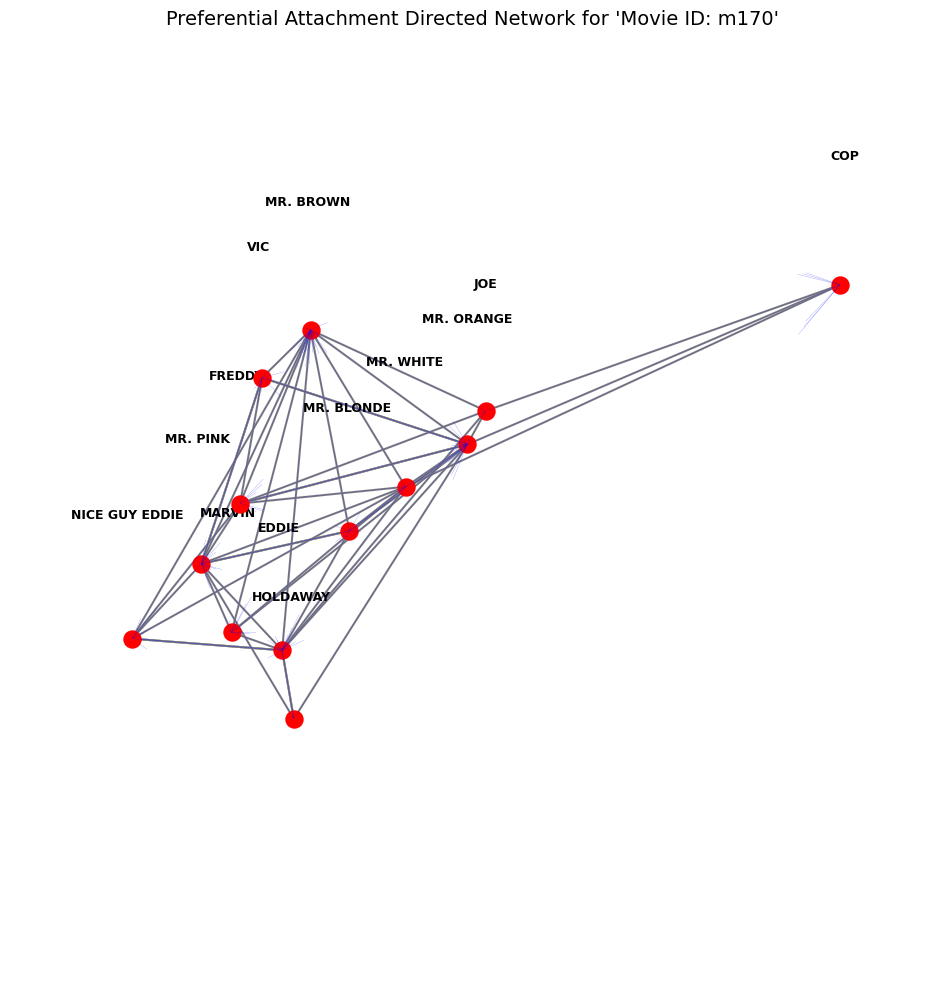 Preferential Attachment Directed Network for 'Movie ID: m170'
COP
MR. BROWN
VIC
JOE
MR. ORANGE
MR. WHITE
FREDDY
MR. BLONDE
MR. PINK
NICE GUY EDDIE
MARVIN
EDDIE
HOLDAWAY